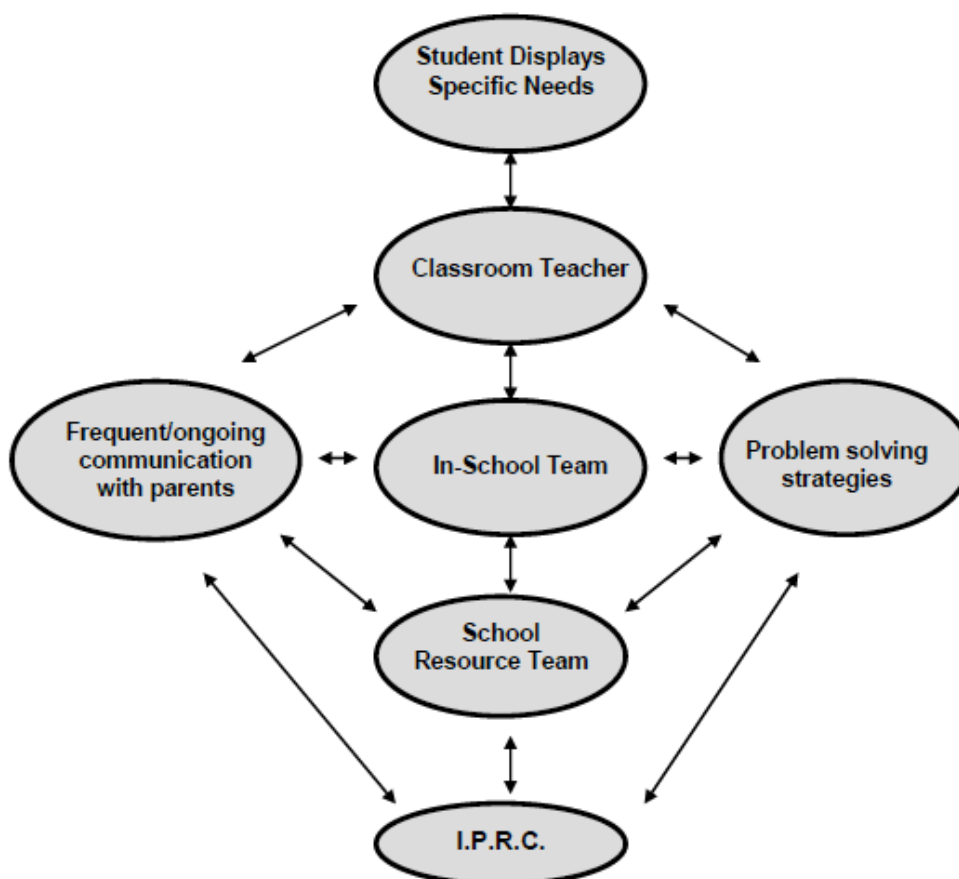 Student Displays
Specific Needs
Classroom Teacher
Frequent/ongoing
communication
with parents
In-School Team
Problem solving
strategies
School
Resource Team
I.P.R.C.